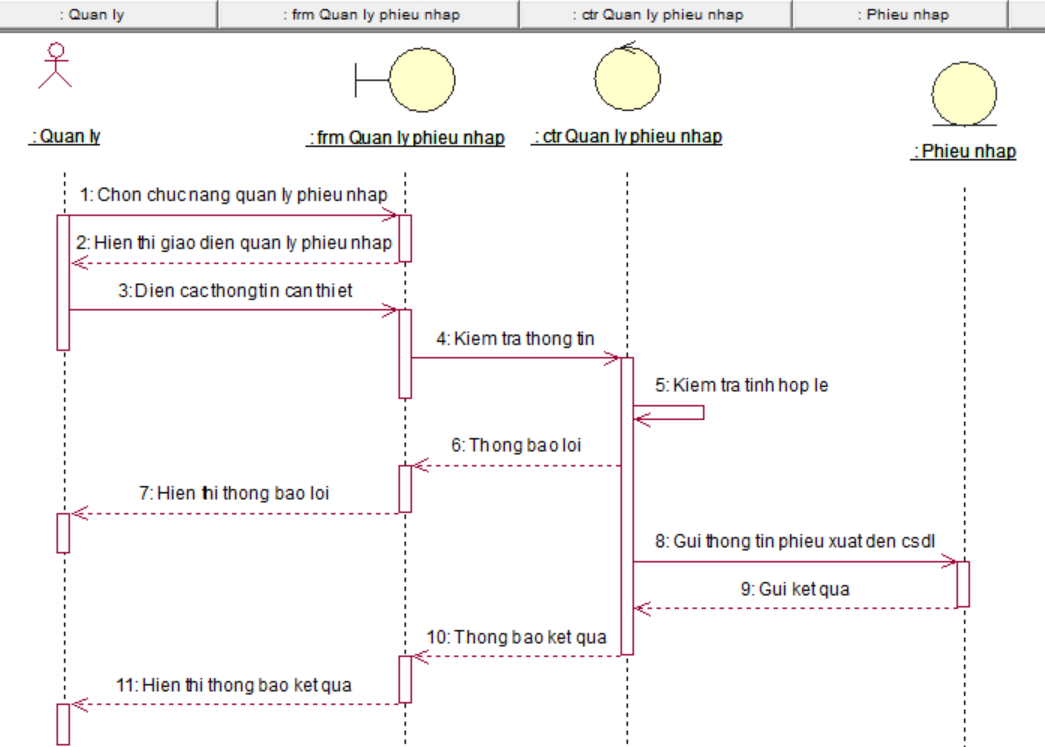 : Quan ly
: frm Quan ly phieu nhap
: ctr Quan ly phieu nhap
: Phieu nhap
: Quan ly
: frm Quan ly phieu nhap
: ctr Quan ly phieu nhap
: Phieu nhap
1: Chon chuc nang quan ly phieu nhap
2: Hien thi giao dien quan ly phieu nhap
3: Dien cac thong tin can thiet
4: Kiem tra thong tin
5: Kiem tra tinh hop le
6: Thong bao loi
7: Hien thi thong bao loi
8: Gui thong tin phieu xuat den csdl
9: Gui ket qua
10: Thong bao ket qua
11: Hien thi thong bao ket qua